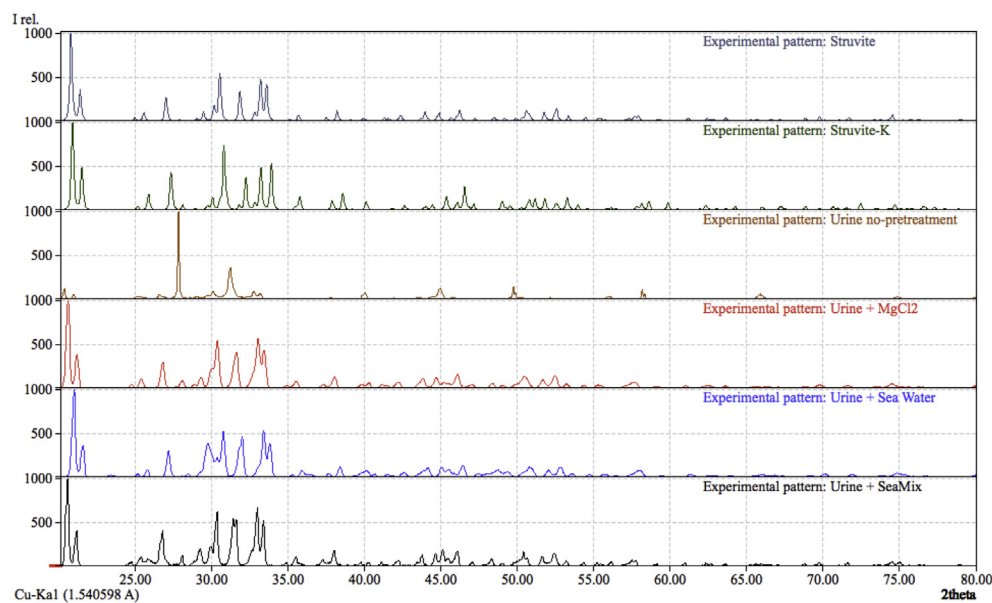 I rel.
1000
Experimental pattern: Struvite
500
1000
Experimental pattern: Struvite-K
500
1000
Experimental pattern: Urine no-pretreatment
500
1000
Experimental pattern: Urine + MgCl2
500
1000
Experimental pattern: Urine + Sea Water
500
1000
Experimental pattern: Urine + SeaMix
500
25.00 30.00 35.00 40.00 45.00 50.00 55.00 60.00 65.00 70.00 75.00 80.00
Cu-Ka1 (1.540598 A) 2theta